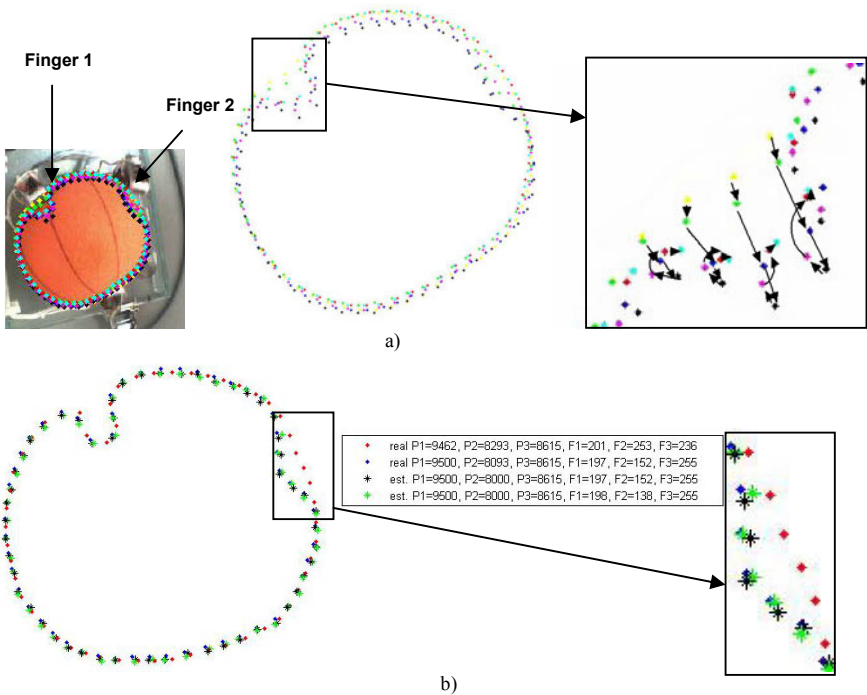 Finger 1
Finger 2
a)
real P1=9462, P2=8293, P3=8615, F1=201, F2=253, F3=236
real P1=9500, P2=8093, P3=8615, F1=197, F2=152, F3=255
est. P1=9500, P2=8000, P3=8615, F1=197, F2=152, F3=255
est. P1=9500, P2=8000, P3=8615, F1=198, F2=138, F3=255
b)